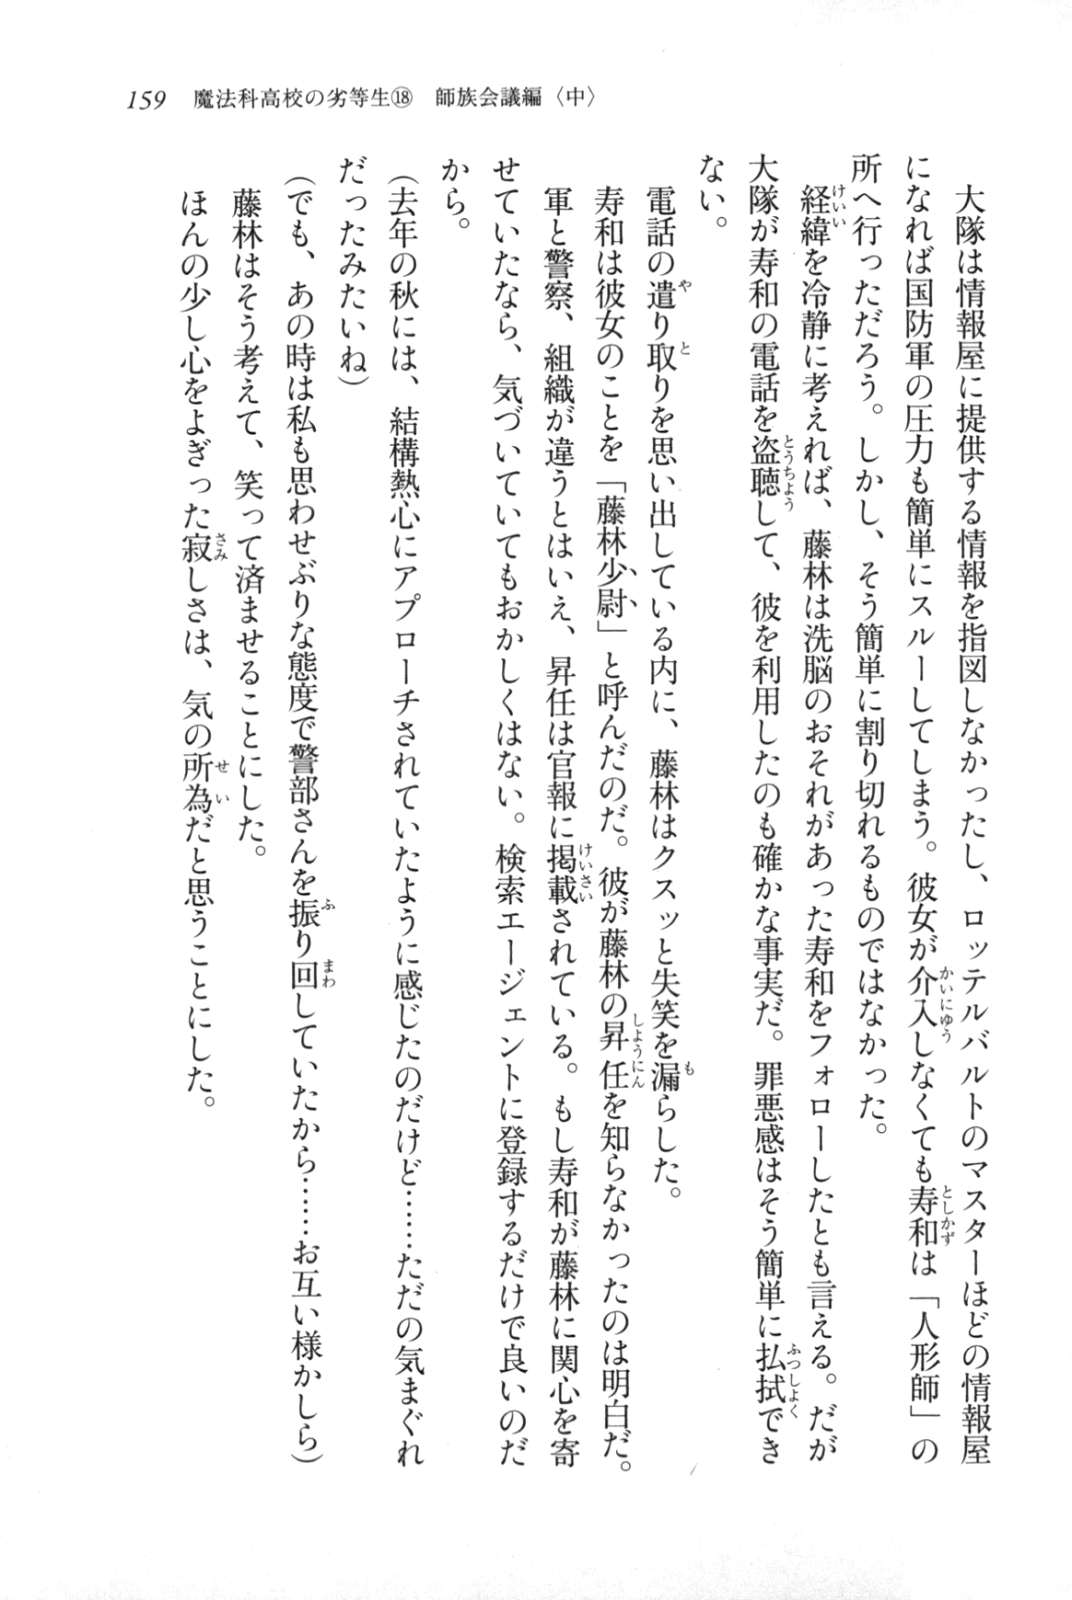 159　魔法科高校の劣等生⑱　師族会議編〈中〉
　大隊は情報屋に提供する情報を指図しなかったし、ロッテルバルトのマスターほどの情報屋
になれば国防軍の圧力も簡単にスルーしてしまう。彼女が介入しなくても寿和は「人形師」の
所へ行っただろう。しかし、そう簡単に割り切れるものではなかった。
　経緯を冷静に考えれば、藤林は洗脳のおそれがあった寿和をフォローしたとも言える。だが
大隊が寿和の電話を盗聴して、彼を利用したのも確かな事実だ。罪悪感はそう簡単に払拭でき
ない。
　電話の遣り取りを思い出している内に、藤林はクスッと失笑を漏らした。
　寿和は彼女のことを「藤林少尉」と呼んだのだ。彼が藤林の昇任を知らなかったのは明白だ。
　軍と警察、組織が違うとはいえ、昇任は官報に掲載されている。もし寿和が藤林に関心を寄
せていたなら、気づいていてもおかしくはない。検索エージェントに登録するだけで良いのだ
から。
（去年の秋には、結構熱心にアプローチされていたように感じたのだけど……ただの気まぐれ
だったみたいね）
（でも、あの時は私も思わせぶりな態度で警部さんを振り回していたから……お互い様かしら）
　藤林はそう考えて、笑って済ませることにした。
　ほんの少し心をよぎった寂しさは、気の所為だと思うことにした。